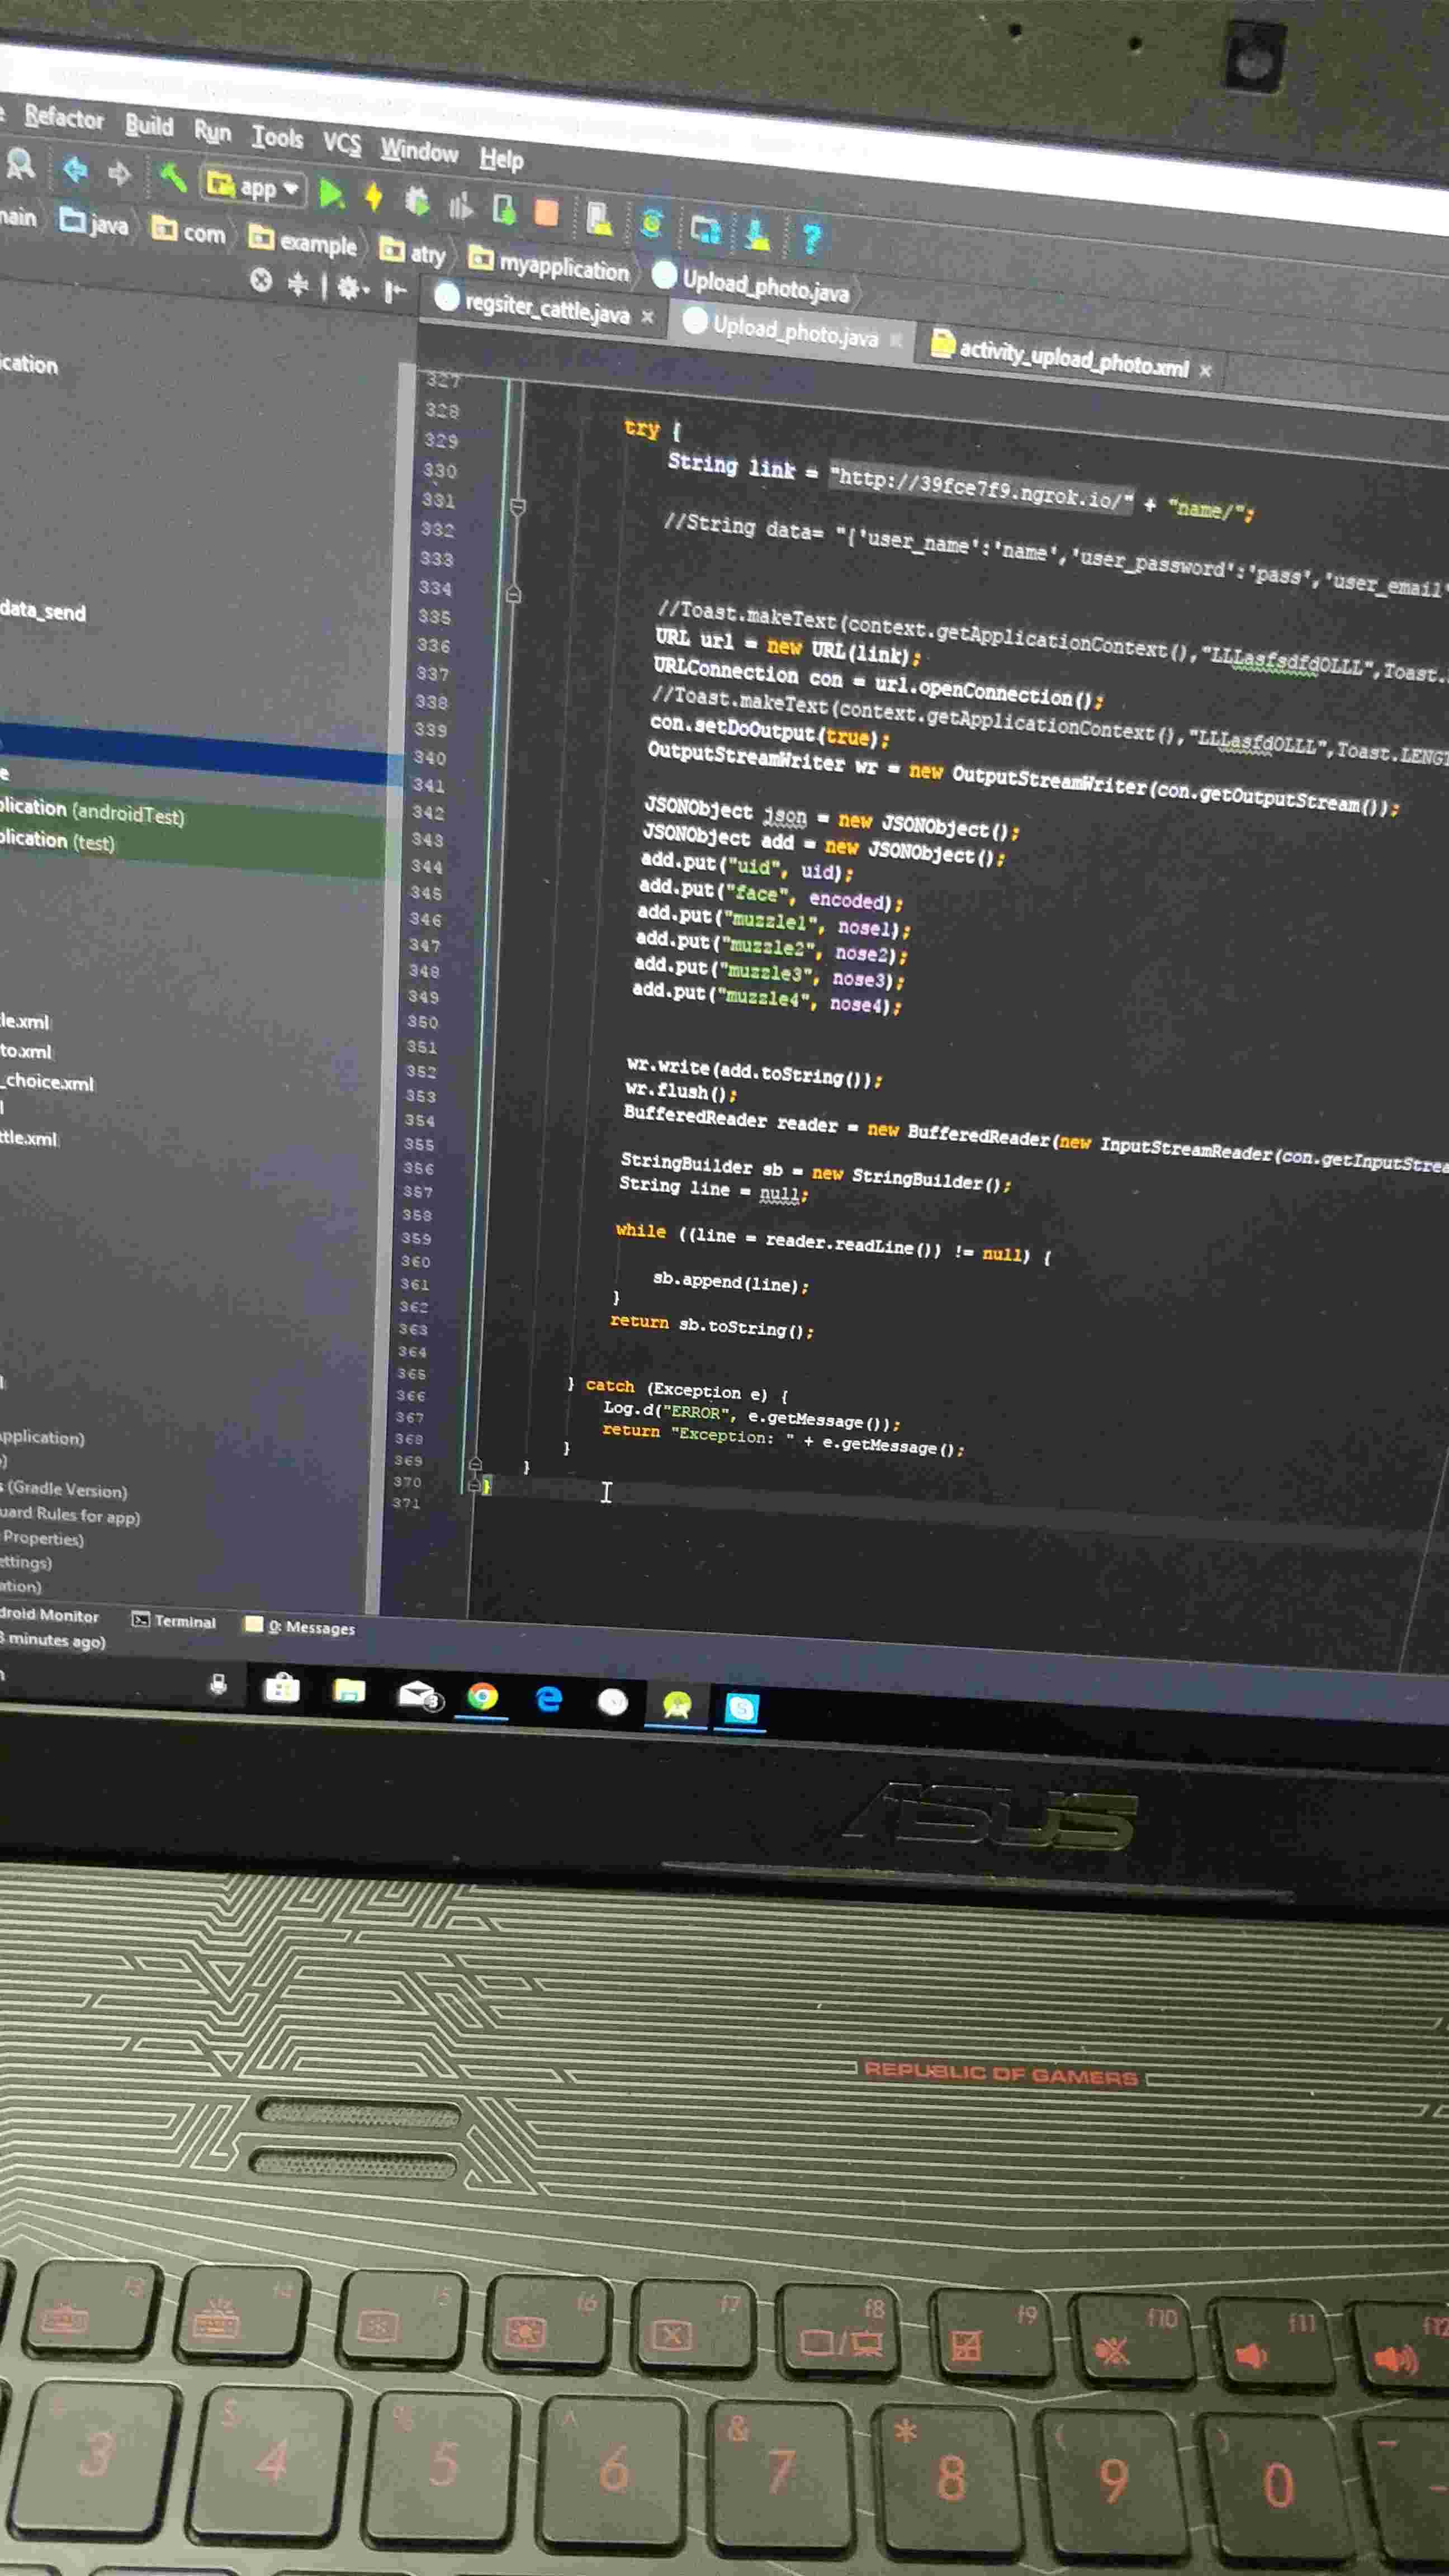 Refactor Build Run Tools VCS Window Help
app
java com example atry myapplication Upload_photo.java
regsiter_cattle.java Upload_photo.java activity_upload_photo.xml
ication
data_send
e
plication (androidTest)
plication (test)
le.xml
to.xml
_choice.xml
l
ttle.xml
pplication)
)
(Gradle Version)
uard Rules for app)
Properties)
ettings)
ation)
327
328 try {
329 String link = "http://39fce7f9.ngrok.io/" + "name/";
330
331 //String data= "{'user_name':'name','user_password':'pass','user_email'
332
333
334 //Toast.makeText(context.getApplicationContext(),"LLLasfsdfdOLLL",Toast.
335 URL url = new URL(link);
336 URLConnection con = url.openConnection();
337 //Toast.makeText(context.getApplicationContext(),"LLLasfdOLLL",Toast.LENGT
338 con.setDoOutput(true);
339 OutputStreamWriter wr = new OutputStreamWriter(con.getOutputStream());
340
341 JSONObject json = new JSONObject();
342 JSONObject add = new JSONObject();
343 add.put("uid", uid);
344 add.put("face", encoded);
345 add.put("muzzle1", nose1);
346 add.put("muzzle2", nose2);
347 add.put("muzzle3", nose3);
348 add.put("muzzle4", nose4);
349
350
351 wr.write(add.toString());
352 wr.flush();
353 BufferedReader reader = new BufferedReader(new InputStreamReader(con.getInputStrea
354
355 StringBuilder sb = new StringBuilder();
356 String line = null;
357
358 while ((line = reader.readLine()) != null) {
359
360 sb.append(line);
361 }
362 return sb.toString();
363
364
365 } catch (Exception e) {
366 Log.d("ERROR", e.getMessage());
367 return "Exception: " + e.getMessage();
368 }
369 }
370 }
371
droid Monitor Terminal 0: Messages
minutes ago)
3
ASUS
REPUBLIC OF GAMERS
f3 f4 f5 f6 f7 f8 f9 f10 f11 f12
$ % ^ & * ( )
3 4 5 6 7 8 9 0